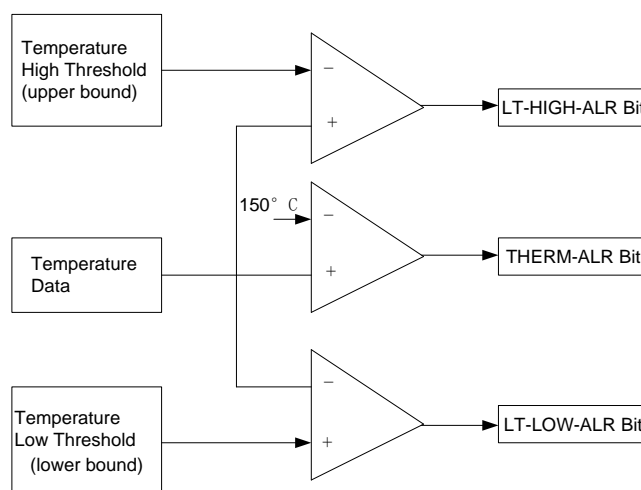 Temperature
High Threshold
(upper bound)
−
+
LT-HIGH-ALR Bit
150° C
−
+
THERM-ALR Bit
Temperature
Data
−
+
LT-LOW-ALR Bit
Temperature
Low Threshold
(lower bound)